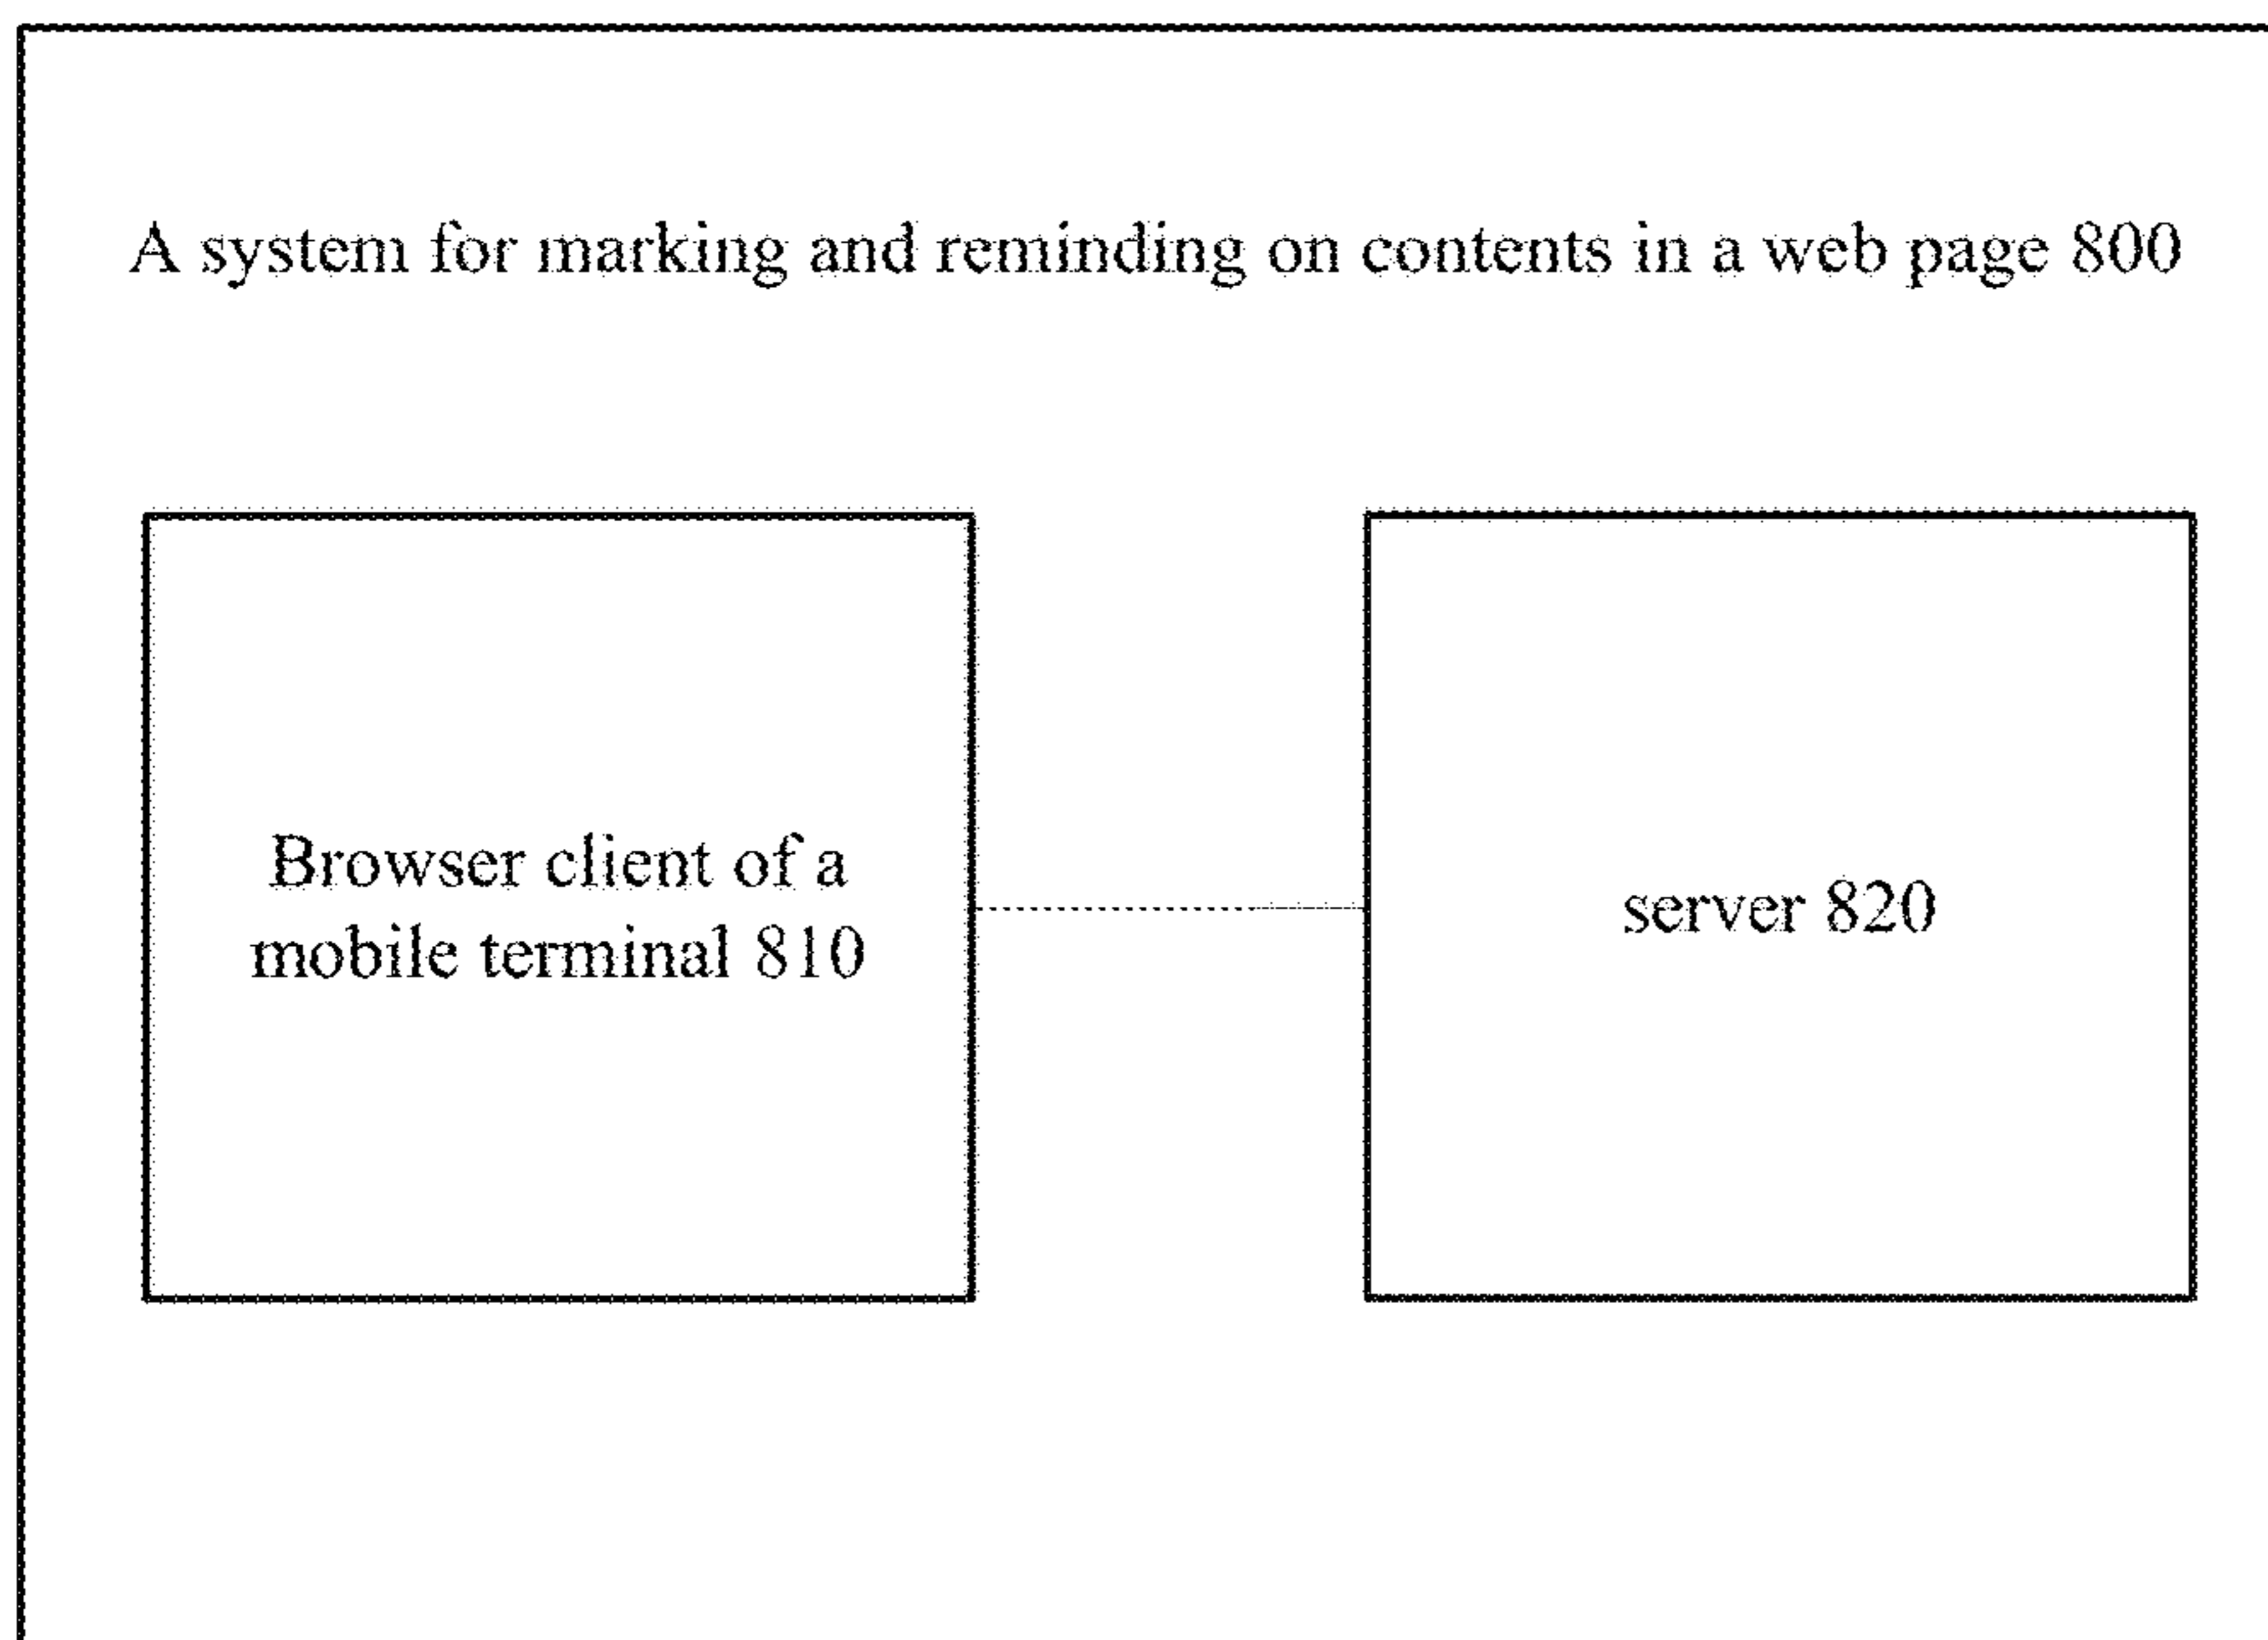 A system for marking and reminding on contents in a web page 800
Browser client of a
mobile terminal 810
server 820